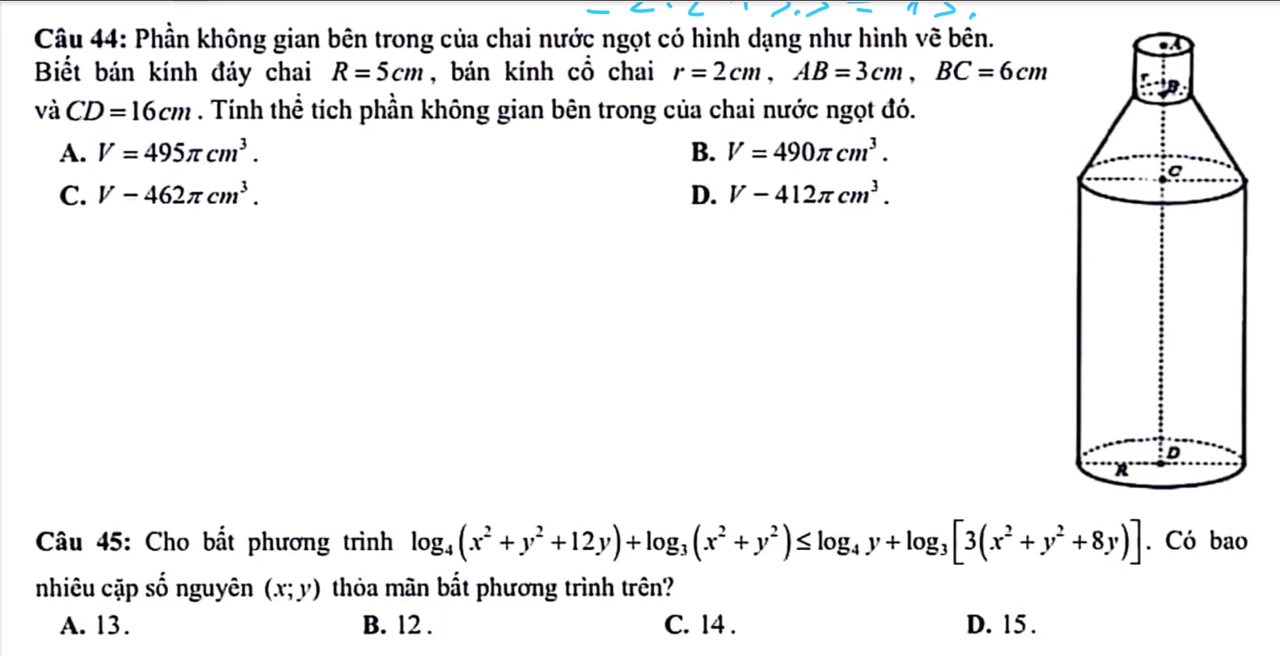 Câu 44: Phần không gian bên trong của chai nước ngọt có hình dạng như hình vẽ bên.
Biết bán kính đáy chai R = 5cm, bán kính cổ chai r = 2cm, AB = 3cm, BC = 6cm
và CD = 16cm. Tính thể tích phần không gian bên trong của chai nước ngọt đó.
A. V = 495π cm³. B. V = 490π cm³.
C. V − 462π cm³. D. V − 412π cm³.
A
r B
C
D
R
Câu 45: Cho bất phương trình log₄(x² + y² + 12y) + log₃(x² + y²) ≤ log₄ y + log₃[3(x² + y² + 8y)]. Có bao
nhiêu cặp số nguyên (x; y) thỏa mãn bất phương trình trên?
A. 13. B. 12. C. 14. D. 15.